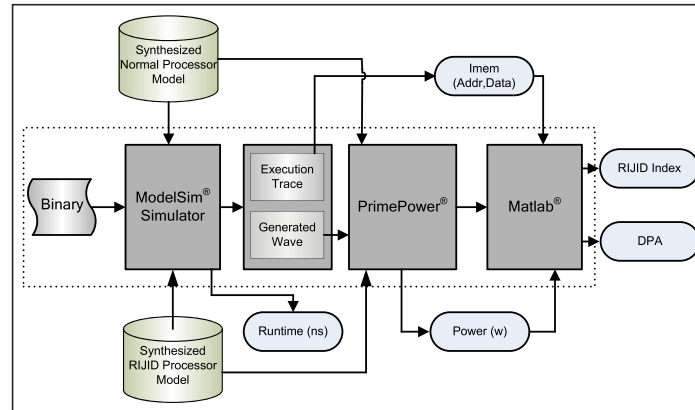 Synthesized
Normal Processor
Model
Imem
(Addr,Data)
Binary
ModelSim®
Simulator
Execution
Trace
Generated
Wave
PrimePower®
Matlab®
RIJID Index
DPA
Runtime (ns)
Power (w)
Synthesized
RIJID Processor
Model